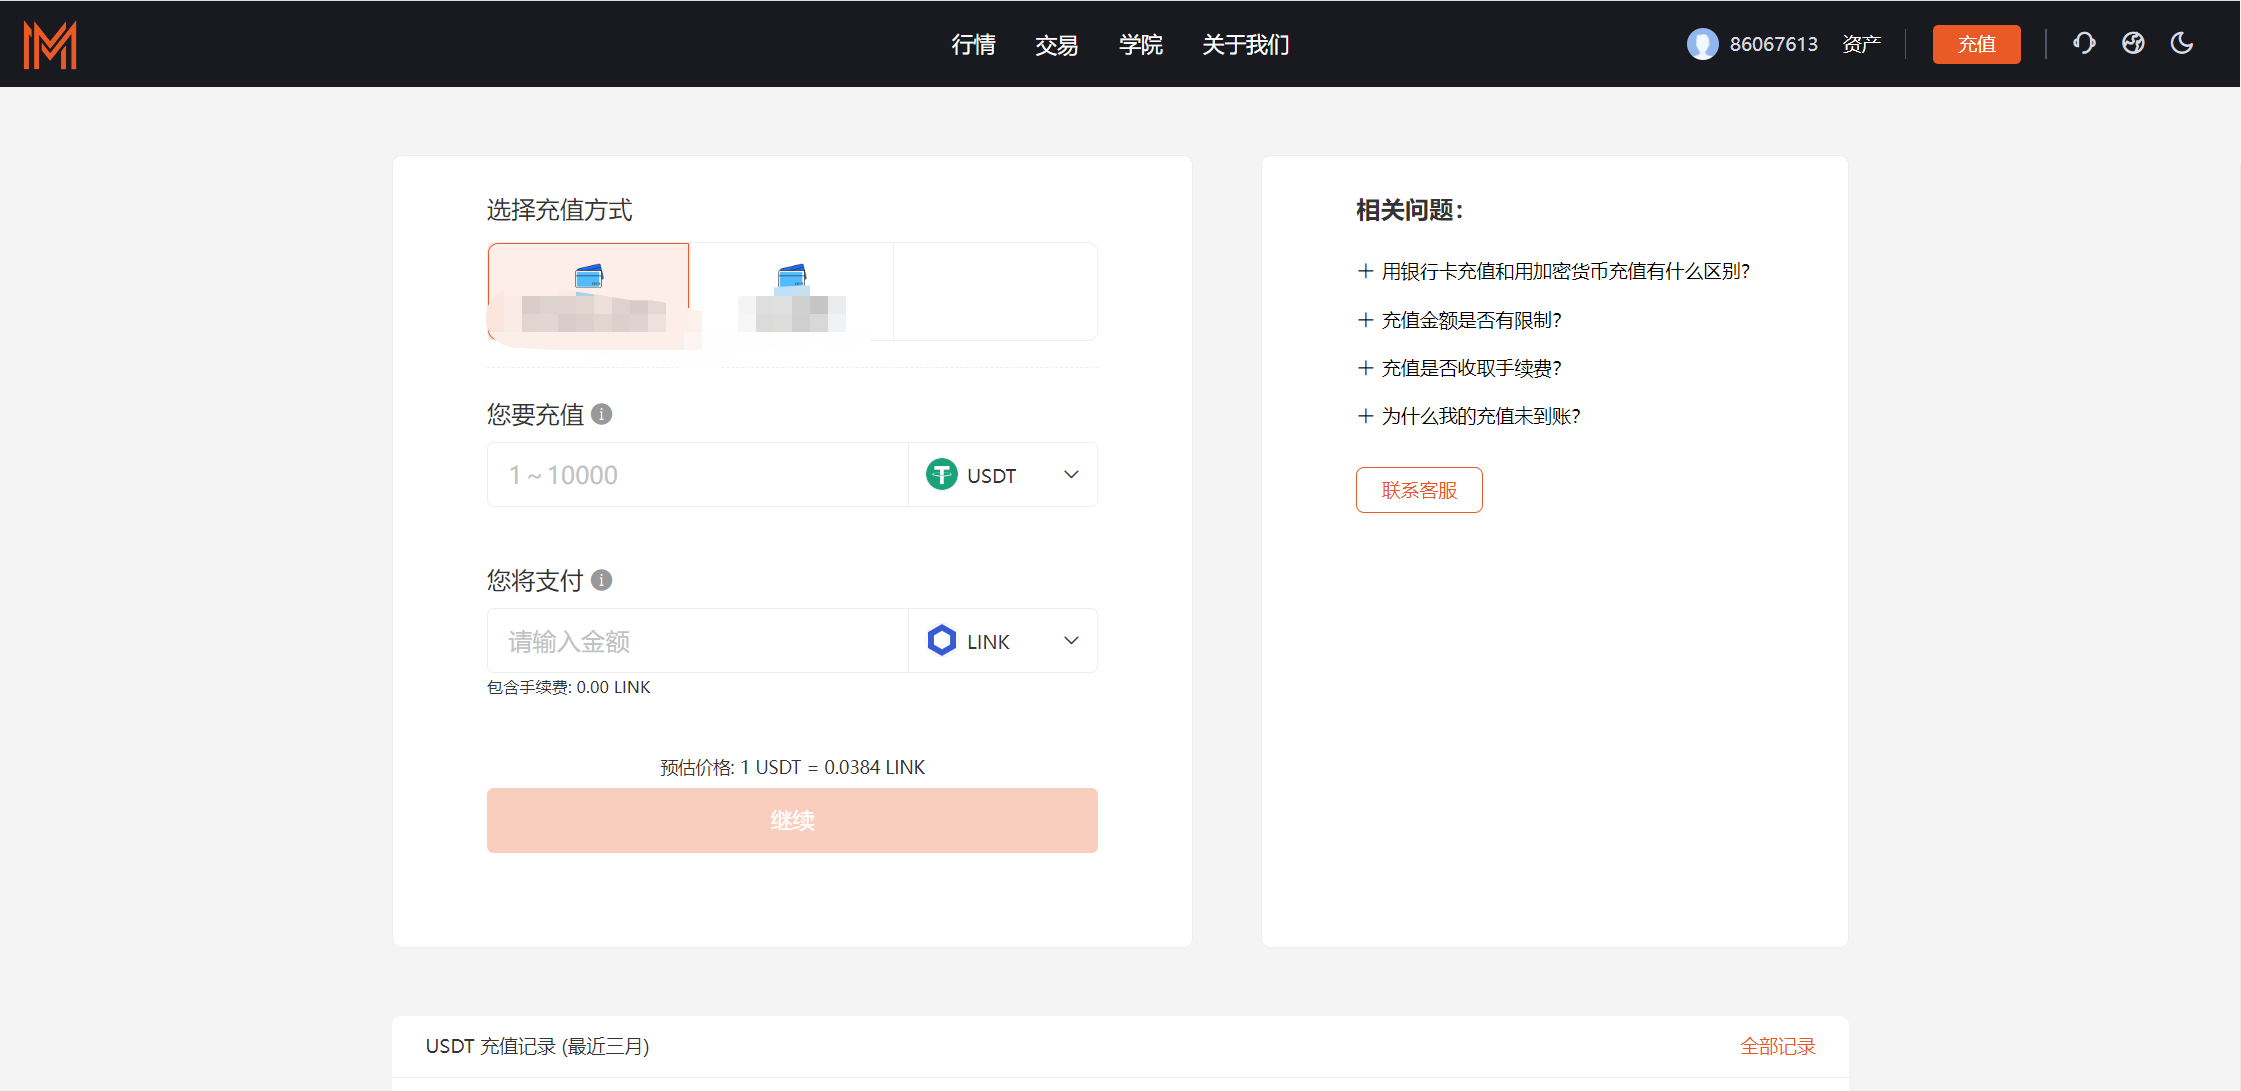 行情 交易 学院 关于我们 86067613 资产 充值
选择充值方式
您要充值
1 ~ 10000 USDT
您将支付
请输入金额 LINK
包含手续费: 0.00 LINK
预估价格: 1 USDT = 0.0384 LINK
继续
相关问题：
+ 用银行卡充值和用加密货币充值有什么区别?
+ 充值金额是否有限制?
+ 充值是否收取手续费?
+ 为什么我的充值未到账?
联系客服
USDT 充值记录 (最近三月) 全部记录